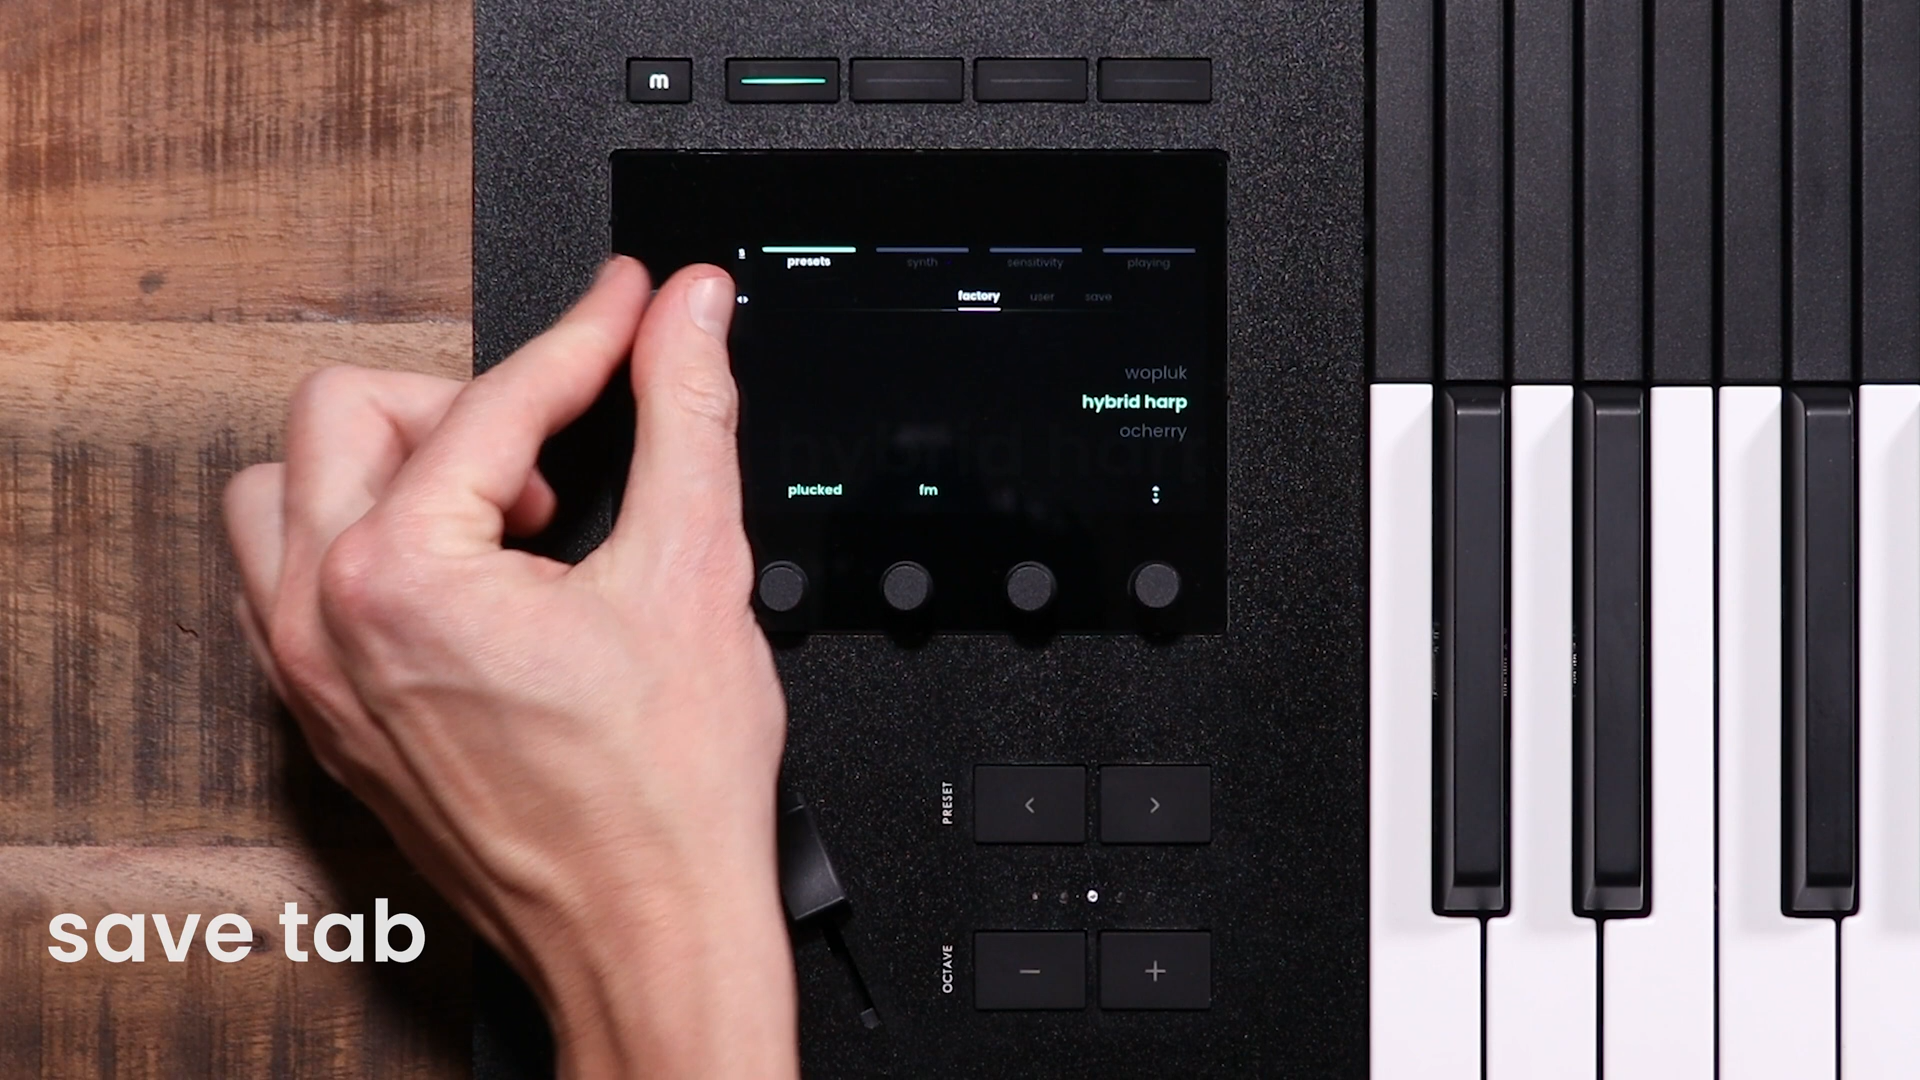 m
presets synth sensitivity playing
factory user save
wopluk
hybrid harp
ocherry
plucked fm
PRESET
OCTAVE
save tab